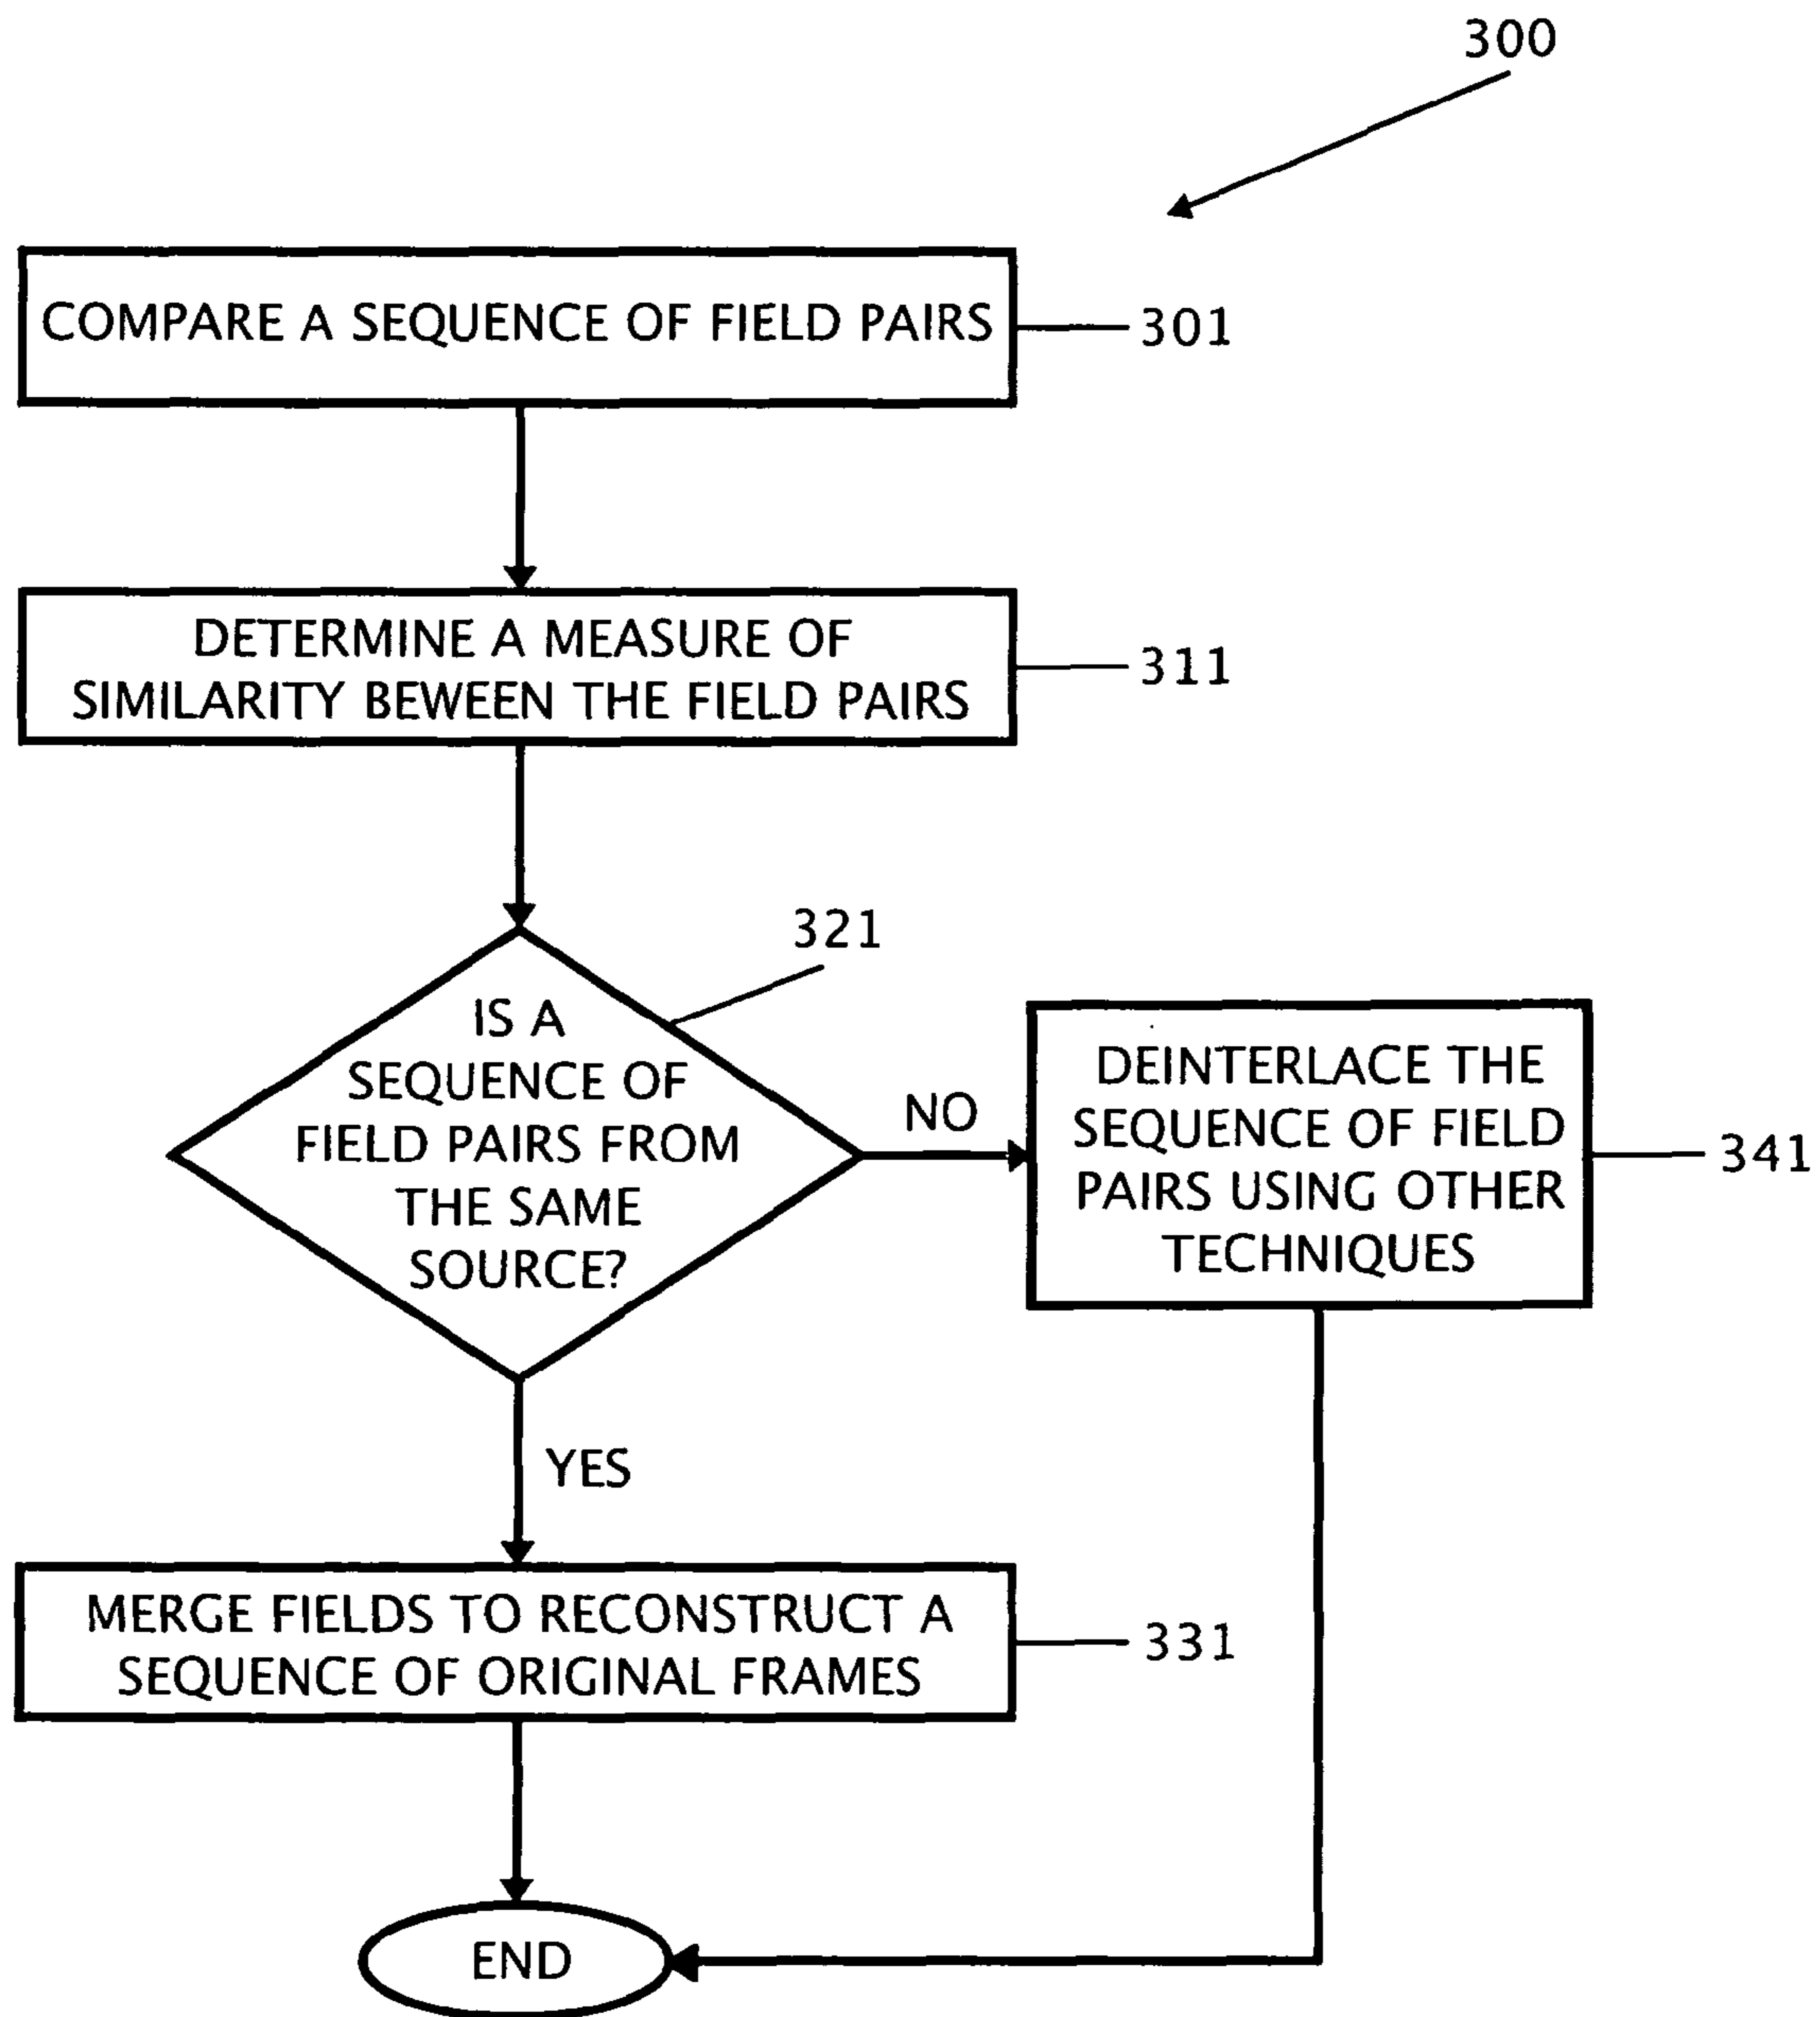 300
COMPARE A SEQUENCE OF FIELD PAIRS
301
DETERMINE A MEASURE OF
SIMILARITY BEWEEN THE FIELD PAIRS
311
321
IS A
SEQUENCE OF
FIELD PAIRS FROM
THE SAME
SOURCE?
NO
DEINTERLACE THE
SEQUENCE OF FIELD
PAIRS USING OTHER
TECHNIQUES
341
YES
MERGE FIELDS TO RECONSTRUCT A
SEQUENCE OF ORIGINAL FRAMES
331
END